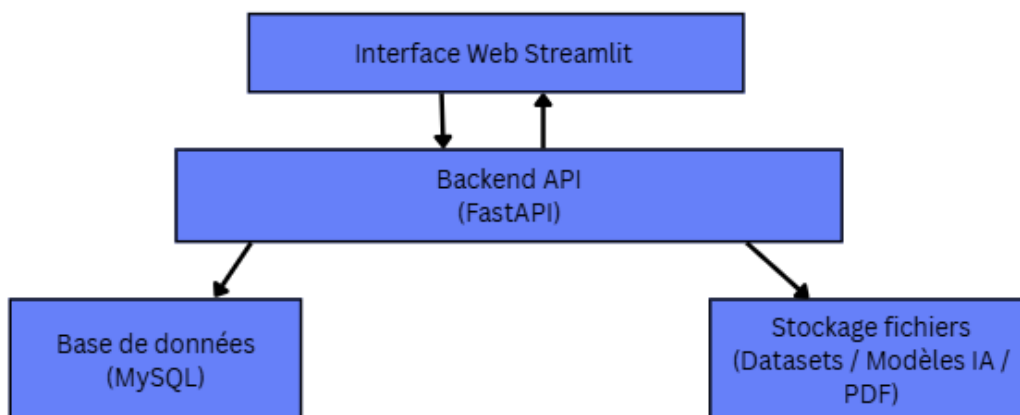 Interface Web Streamlit
Backend API
(FastAPI)
Base de données
(MySQL)
Stockage fichiers
(Datasets / Modèles IA /
PDF)